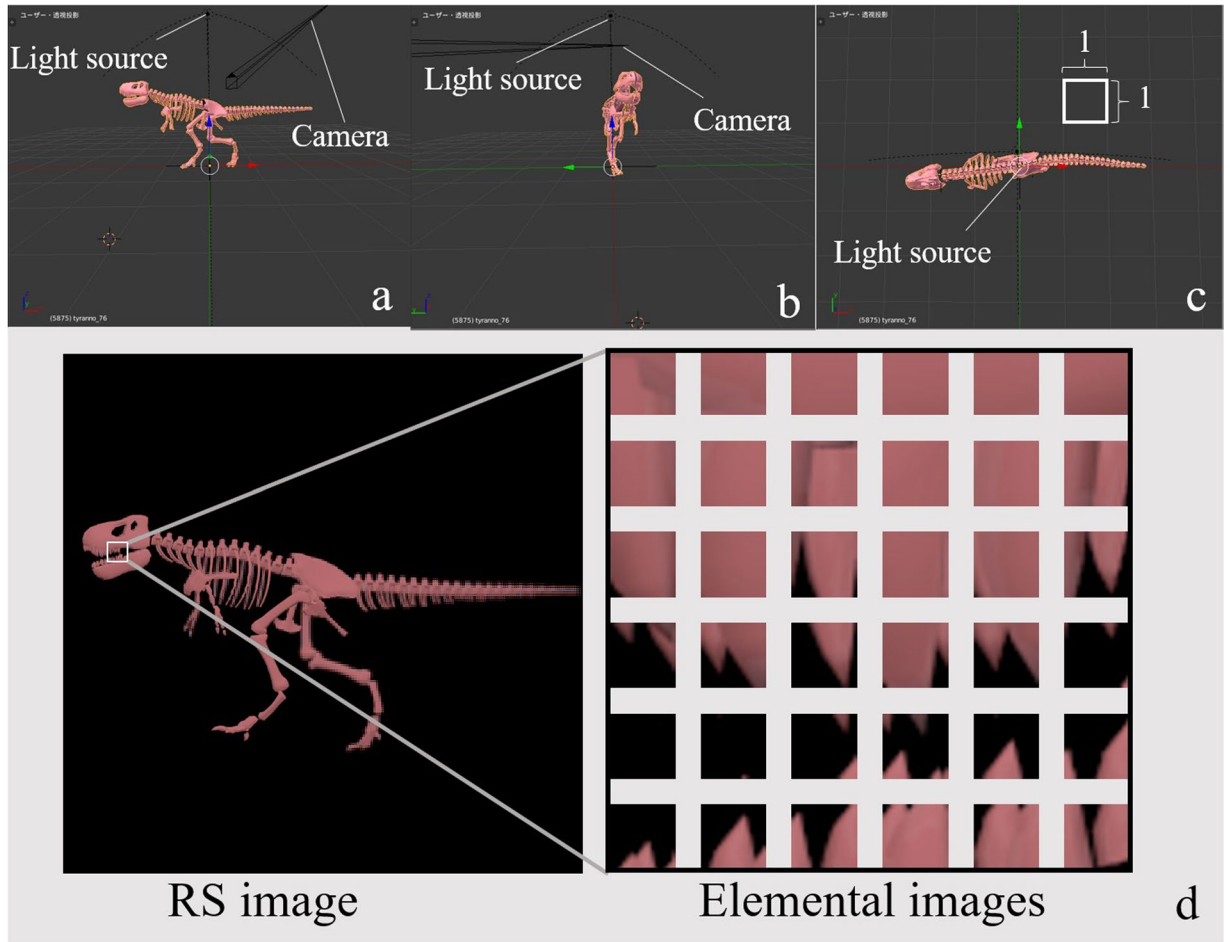 ユーザー・透視投影
Light source
Camera
(5875) tyranno_76
a
ユーザー・透視投影
Light source
Camera
(5875) tyranno_76
b
ユーザー・透視投影
1
1
Light source
(5875) tyranno_76
c
RS image
Elemental images
d